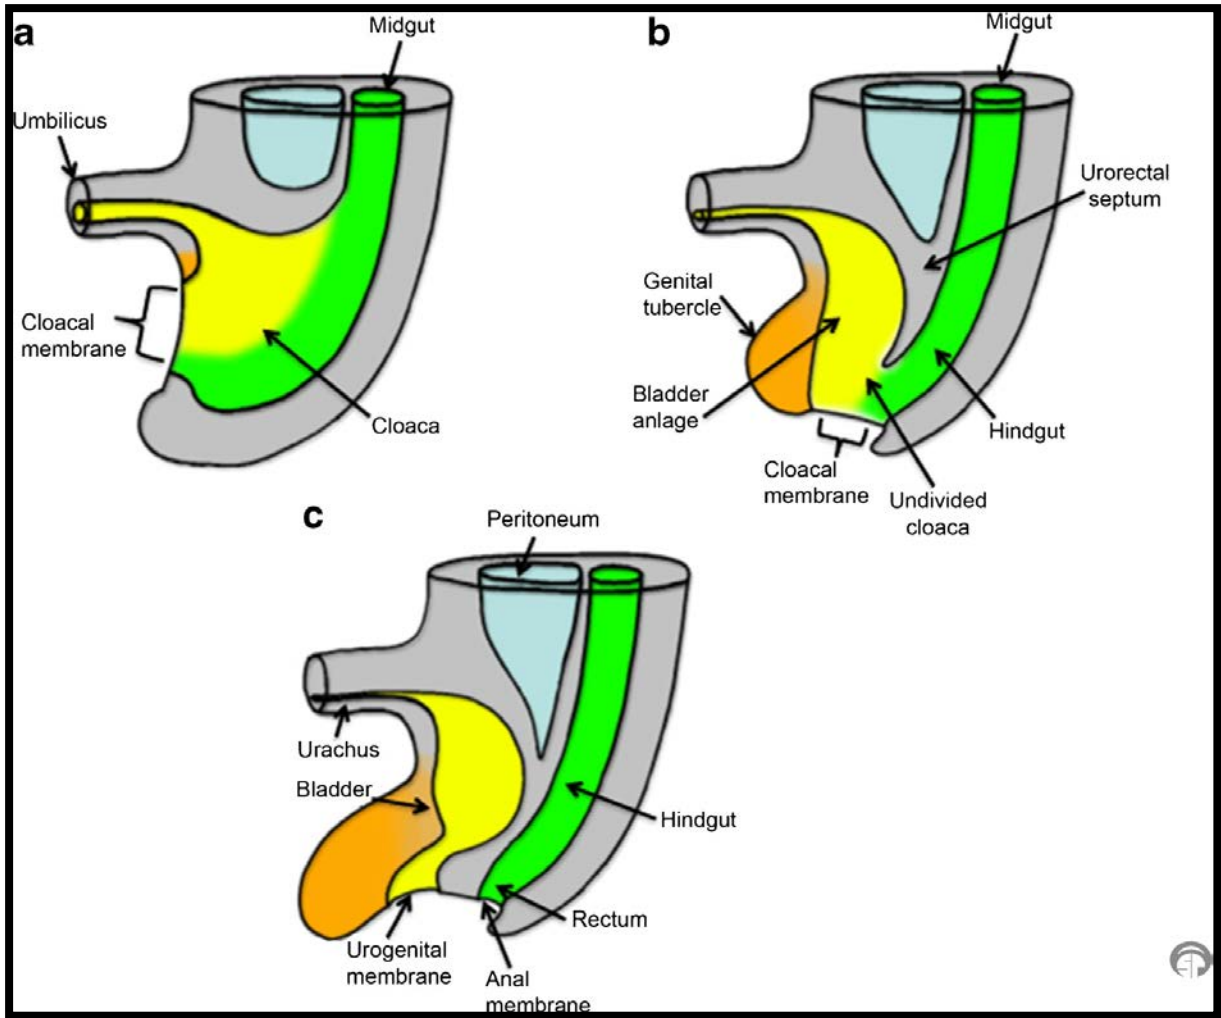 a
Midgut
Umbilicus
Cloacal
membrane
Cloaca
b
Midgut
Urorectal
septum
Genital
tubercle
Bladder
anlage
Hindgut
Cloacal
membrane
Undivided
cloaca
c
Peritoneum
Urachus
Bladder
Hindgut
Rectum
Urogenital
membrane
Anal
membrane